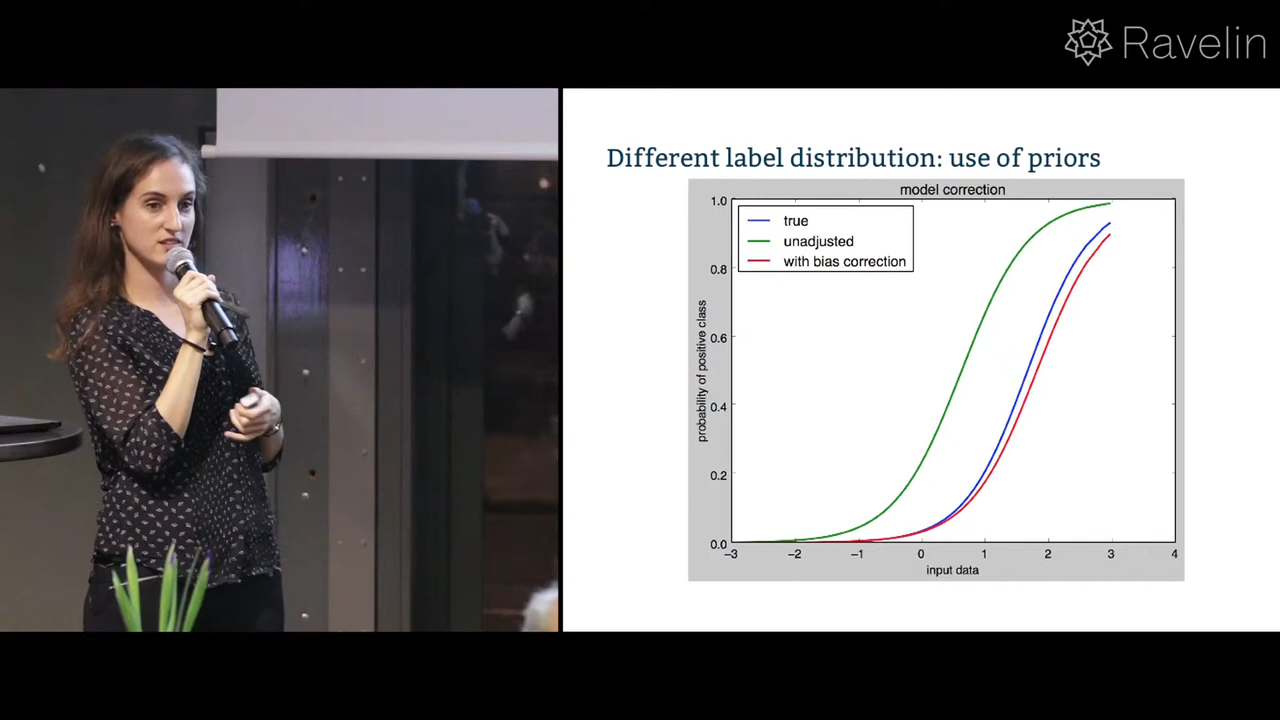 Ravelin
Different label distribution: use of priors
model correction
1.0
0.8
0.6
0.4
0.2
0.0
probability of positive class
true
unadjusted
with bias correction
−3
−2
−1
0
1
2
3
4
input data